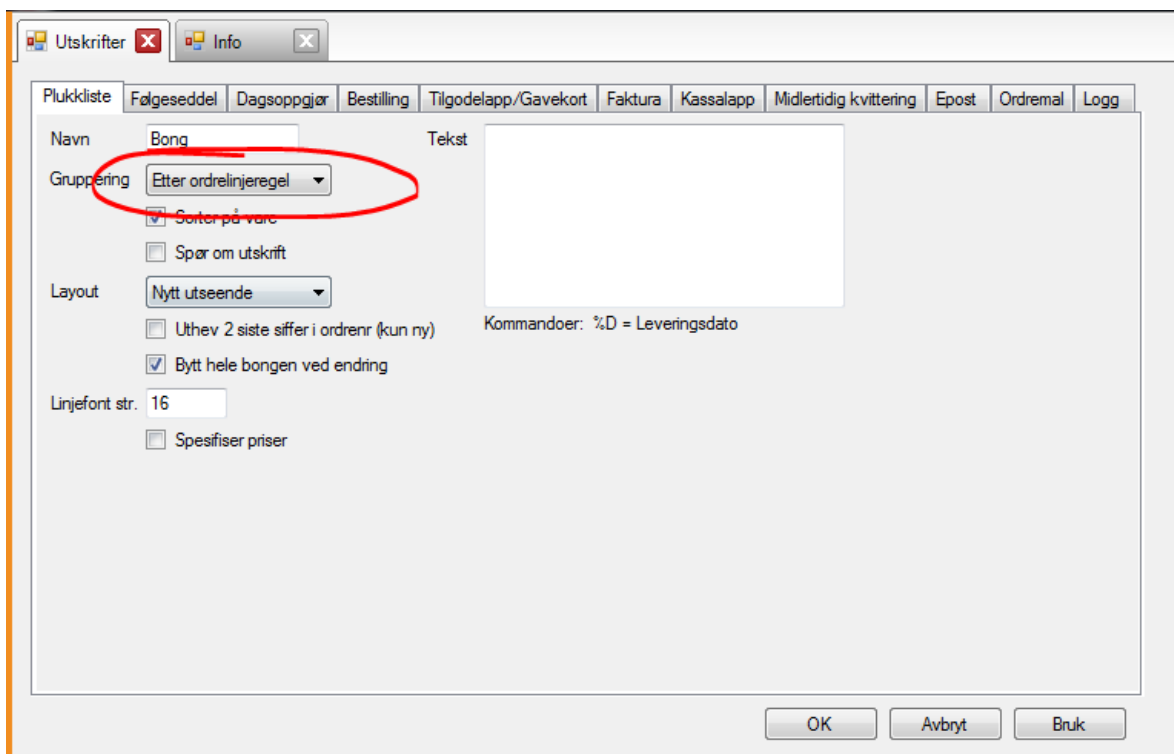 Utskrifter Info
Plukkliste Følgeseddel Dagsoppgjør Bestilling Tilgodelapp/Gavekort Faktura Kassalapp Midlertidig kvittering Epost Ordremal Logg
Navn Bong Tekst
Gruppering Etter ordrelinjeregel
Sorter på vare
Spør om utskrift
Layout Nytt utseende
Uthev 2 siste siffer i ordrenr (kun ny) Kommandoer: %D = Leveringsdato
Bytt hele bongen ved endring
Linjefont str. 16
Spesifiser priser
OK Avbryt Bruk